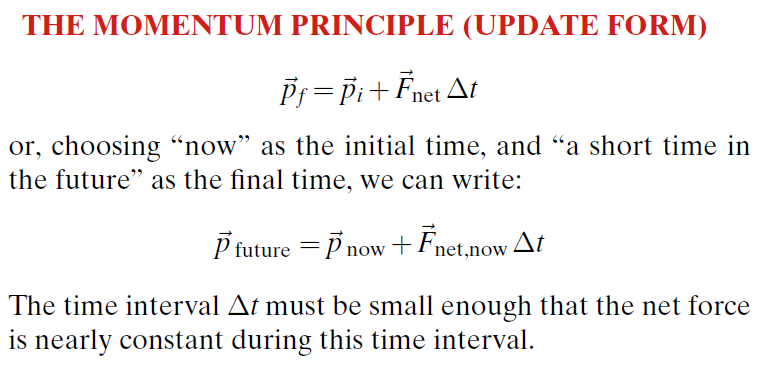 THE MOMENTUM PRINCIPLE (UPDATE FORM)
$\vec{p}_f = \vec{p}_i + \vec{F}_{\text{net}} \, \Delta t$
or, choosing “now” as the initial time, and “a short time in
the future” as the final time, we can write:
$\vec{p}_{\text{future}} = \vec{p}_{\text{now}} + \vec{F}_{\text{net,now}} \, \Delta t$
The time interval $\Delta t$ must be small enough that the net force
is nearly constant during this time interval.